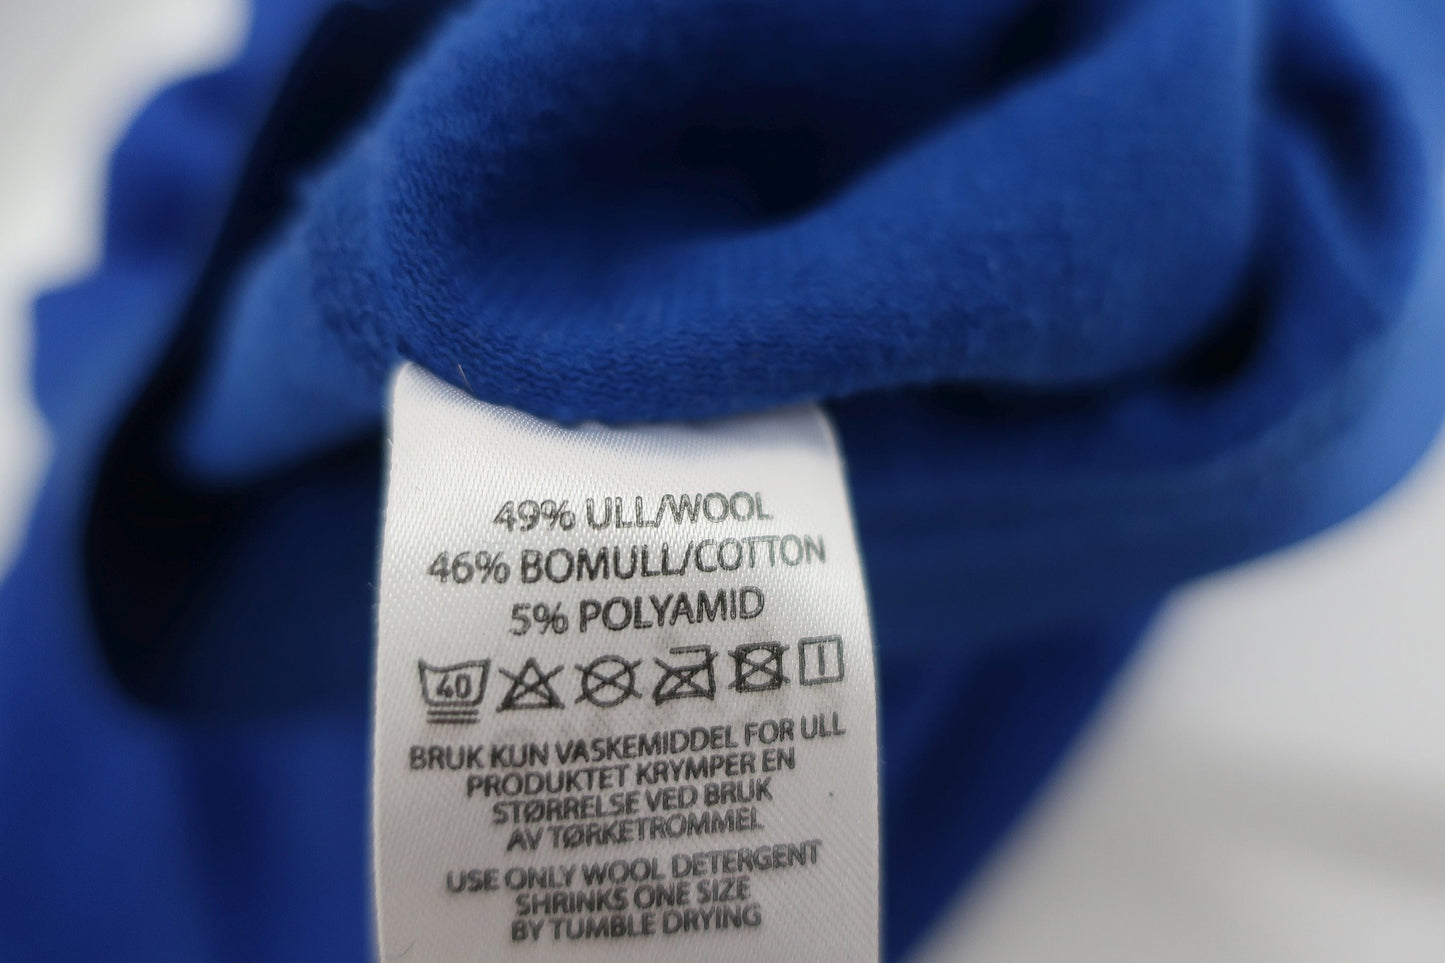 49% ULL/WOOL
46% BOMULL/COTTON
5% POLYAMID
40
BRUK KUN VASKEMIDDEL FOR ULL
PRODUKTET KRYMPER EN
STØRRELSE VED BRUK
AV TØRKETROMMEL
USE ONLY WOOL DETERGENT
SHRINKS ONE SIZE
BY TUMBLE DRYING